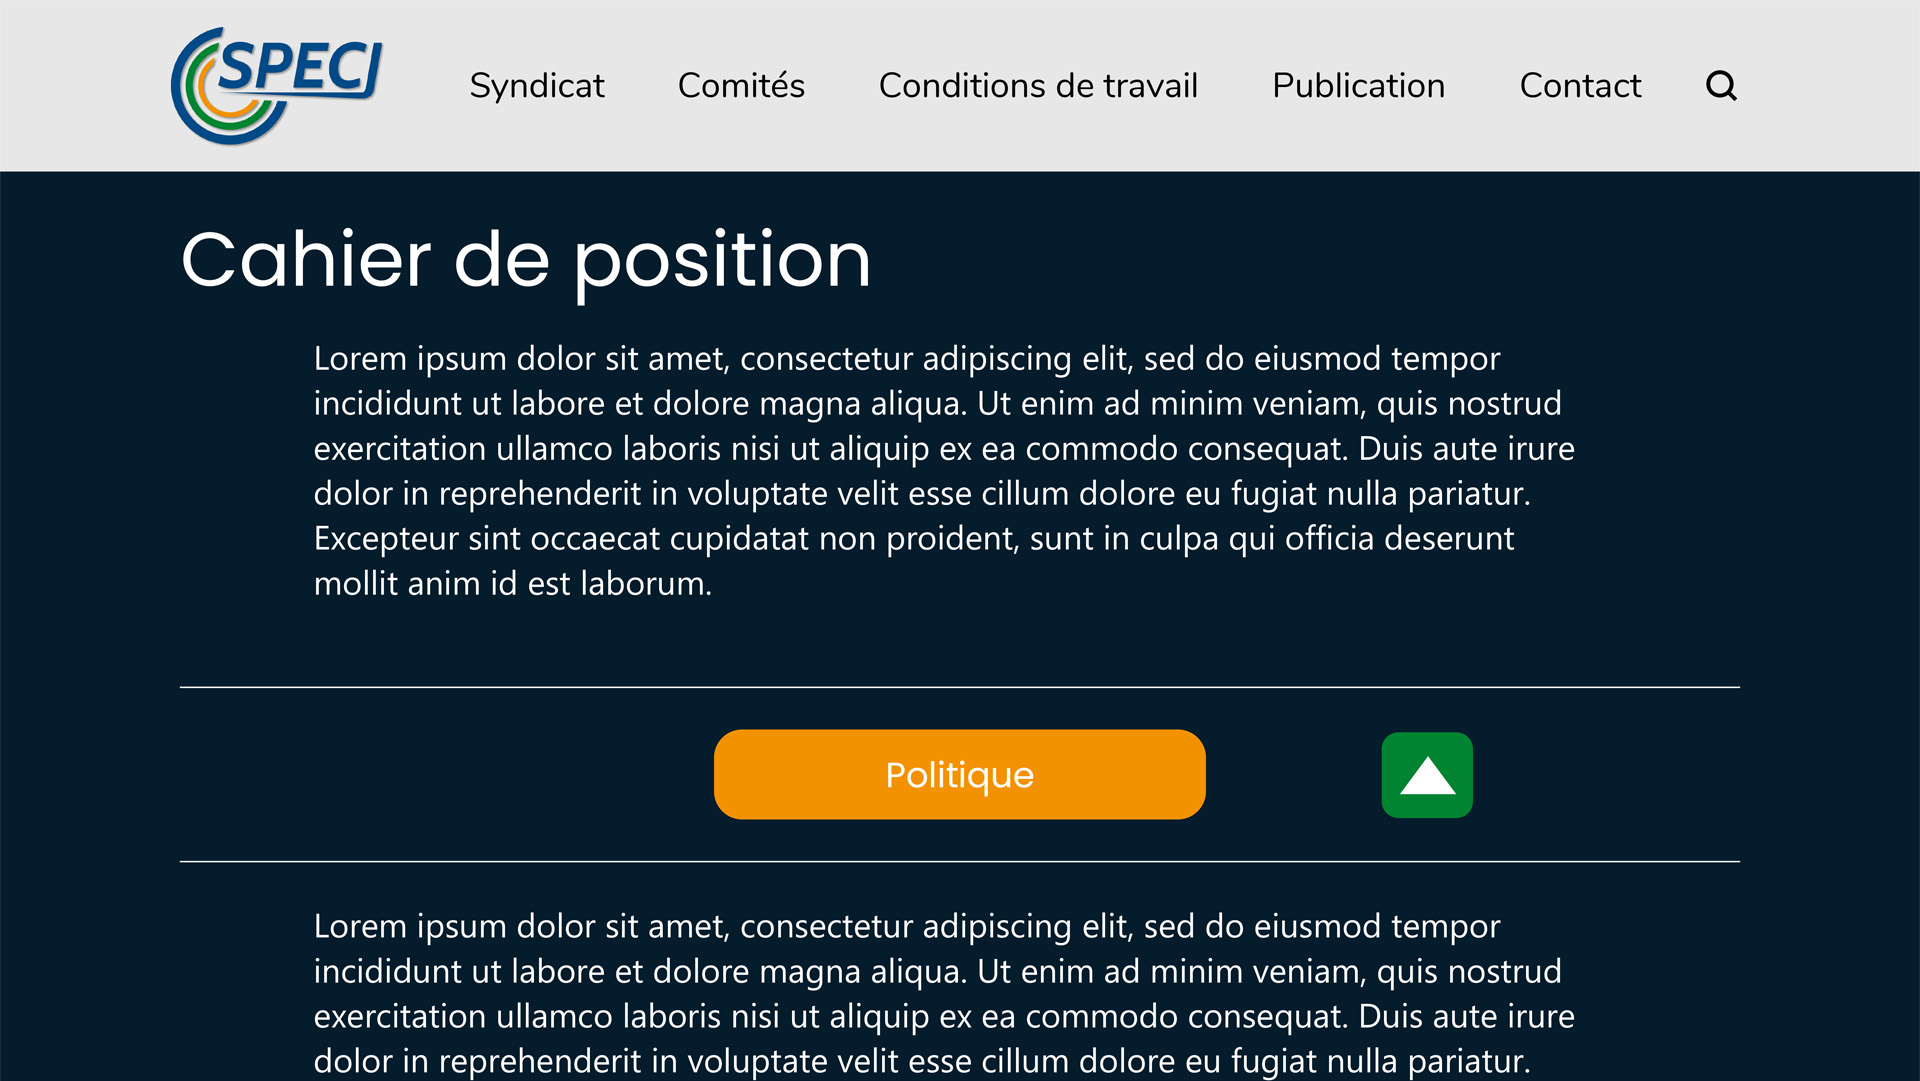 SPECJ
Syndicat Comités Conditions de travail Publication Contact
Cahier de position
Lorem ipsum dolor sit amet, consectetur adipiscing elit, sed do eiusmod tempor
incididunt ut labore et dolore magna aliqua. Ut enim ad minim veniam, quis nostrud
exercitation ullamco laboris nisi ut aliquip ex ea commodo consequat. Duis aute irure
dolor in reprehenderit in voluptate velit esse cillum dolore eu fugiat nulla pariatur.
Excepteur sint occaecat cupidatat non proident, sunt in culpa qui officia deserunt
mollit anim id est laborum.
Politique
Lorem ipsum dolor sit amet, consectetur adipiscing elit, sed do eiusmod tempor
incididunt ut labore et dolore magna aliqua. Ut enim ad minim veniam, quis nostrud
exercitation ullamco laboris nisi ut aliquip ex ea commodo consequat. Duis aute irure
dolor in reprehenderit in voluptate velit esse cillum dolore eu fugiat nulla pariatur.